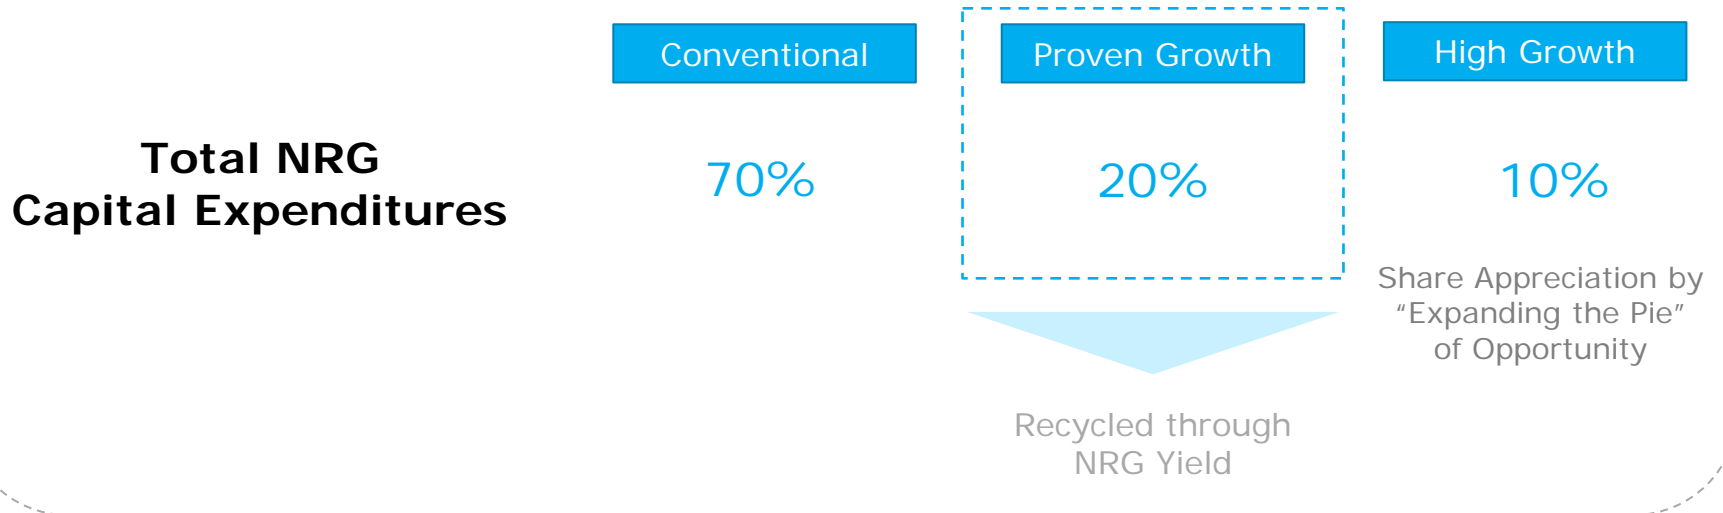 Conventional
Proven Growth
High Growth
Total NRG
Capital Expenditures
70%
20%
10%
Share Appreciation by
“Expanding the Pie”
of Opportunity
Recycled through
NRG Yield